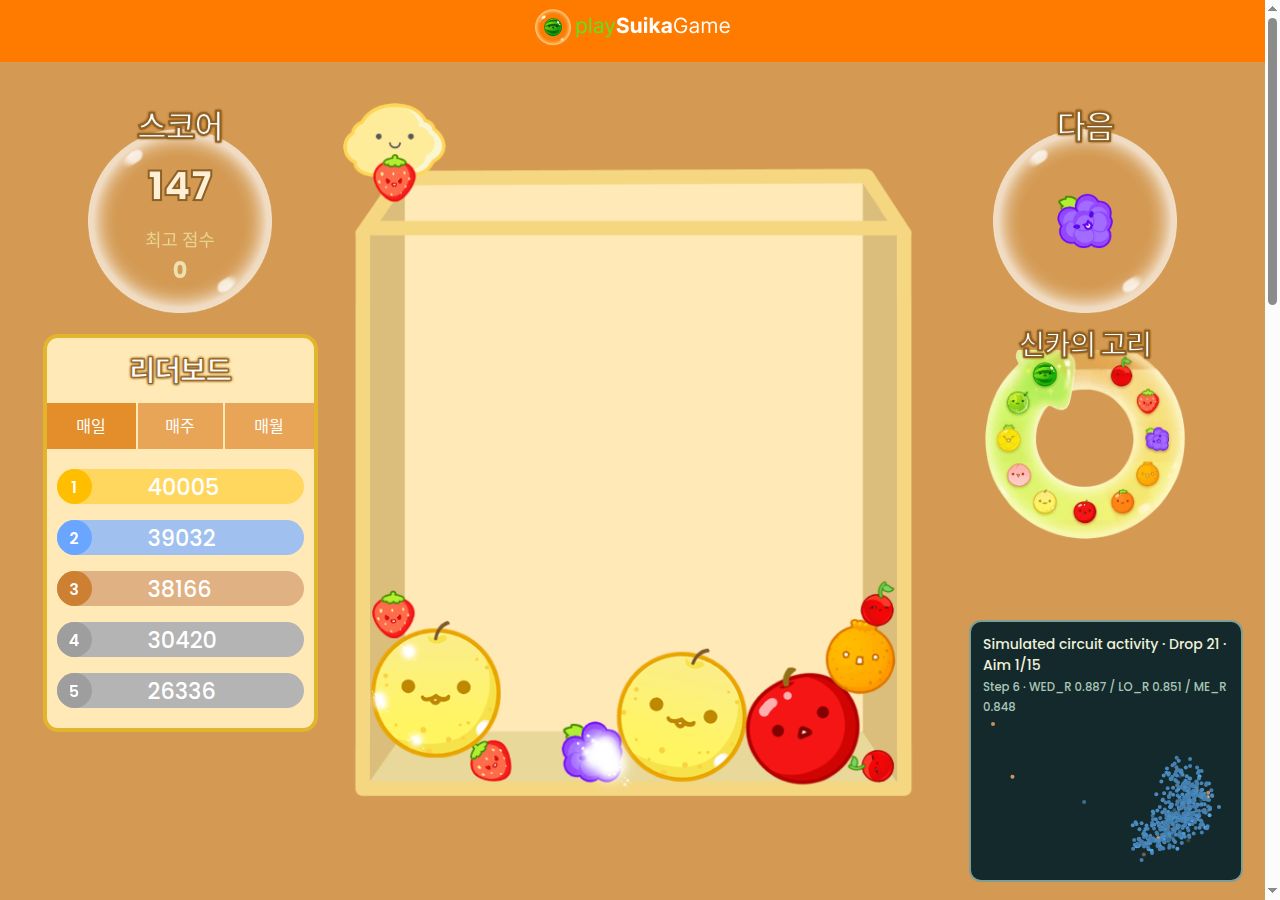 playSuikaGame
스코어
147
최고 점수
0
다음
리더보드
매일 매주 매월
1 40005
2 39032
3 38166
4 30420
5 26336
신카의 고리
Simulated circuit activity · Drop 21 ·
Aim 1/15
Step 6 · WED_R 0.887 / LO_R 0.851 / ME_R
0.848